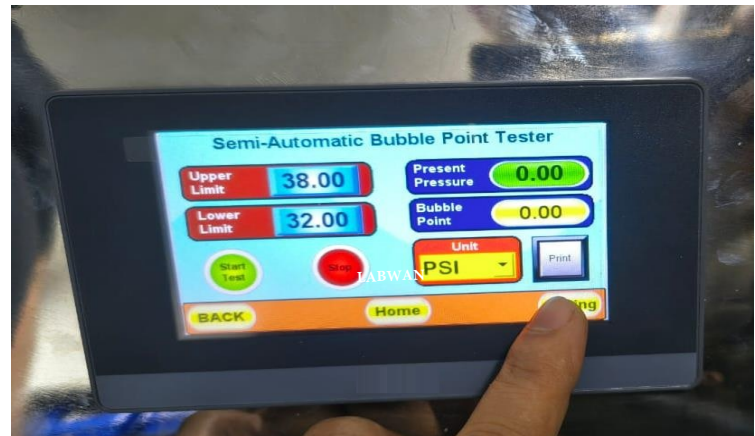 Semi-Automatic Bubble Point Tester
Upper
Limit
38.00
Present
Pressure
0.00
Lower
Limit
32.00
Bubble
Point
0.00
Start
Test
Stop
Unit
PSI
Print
LABWAN
BACK
Home